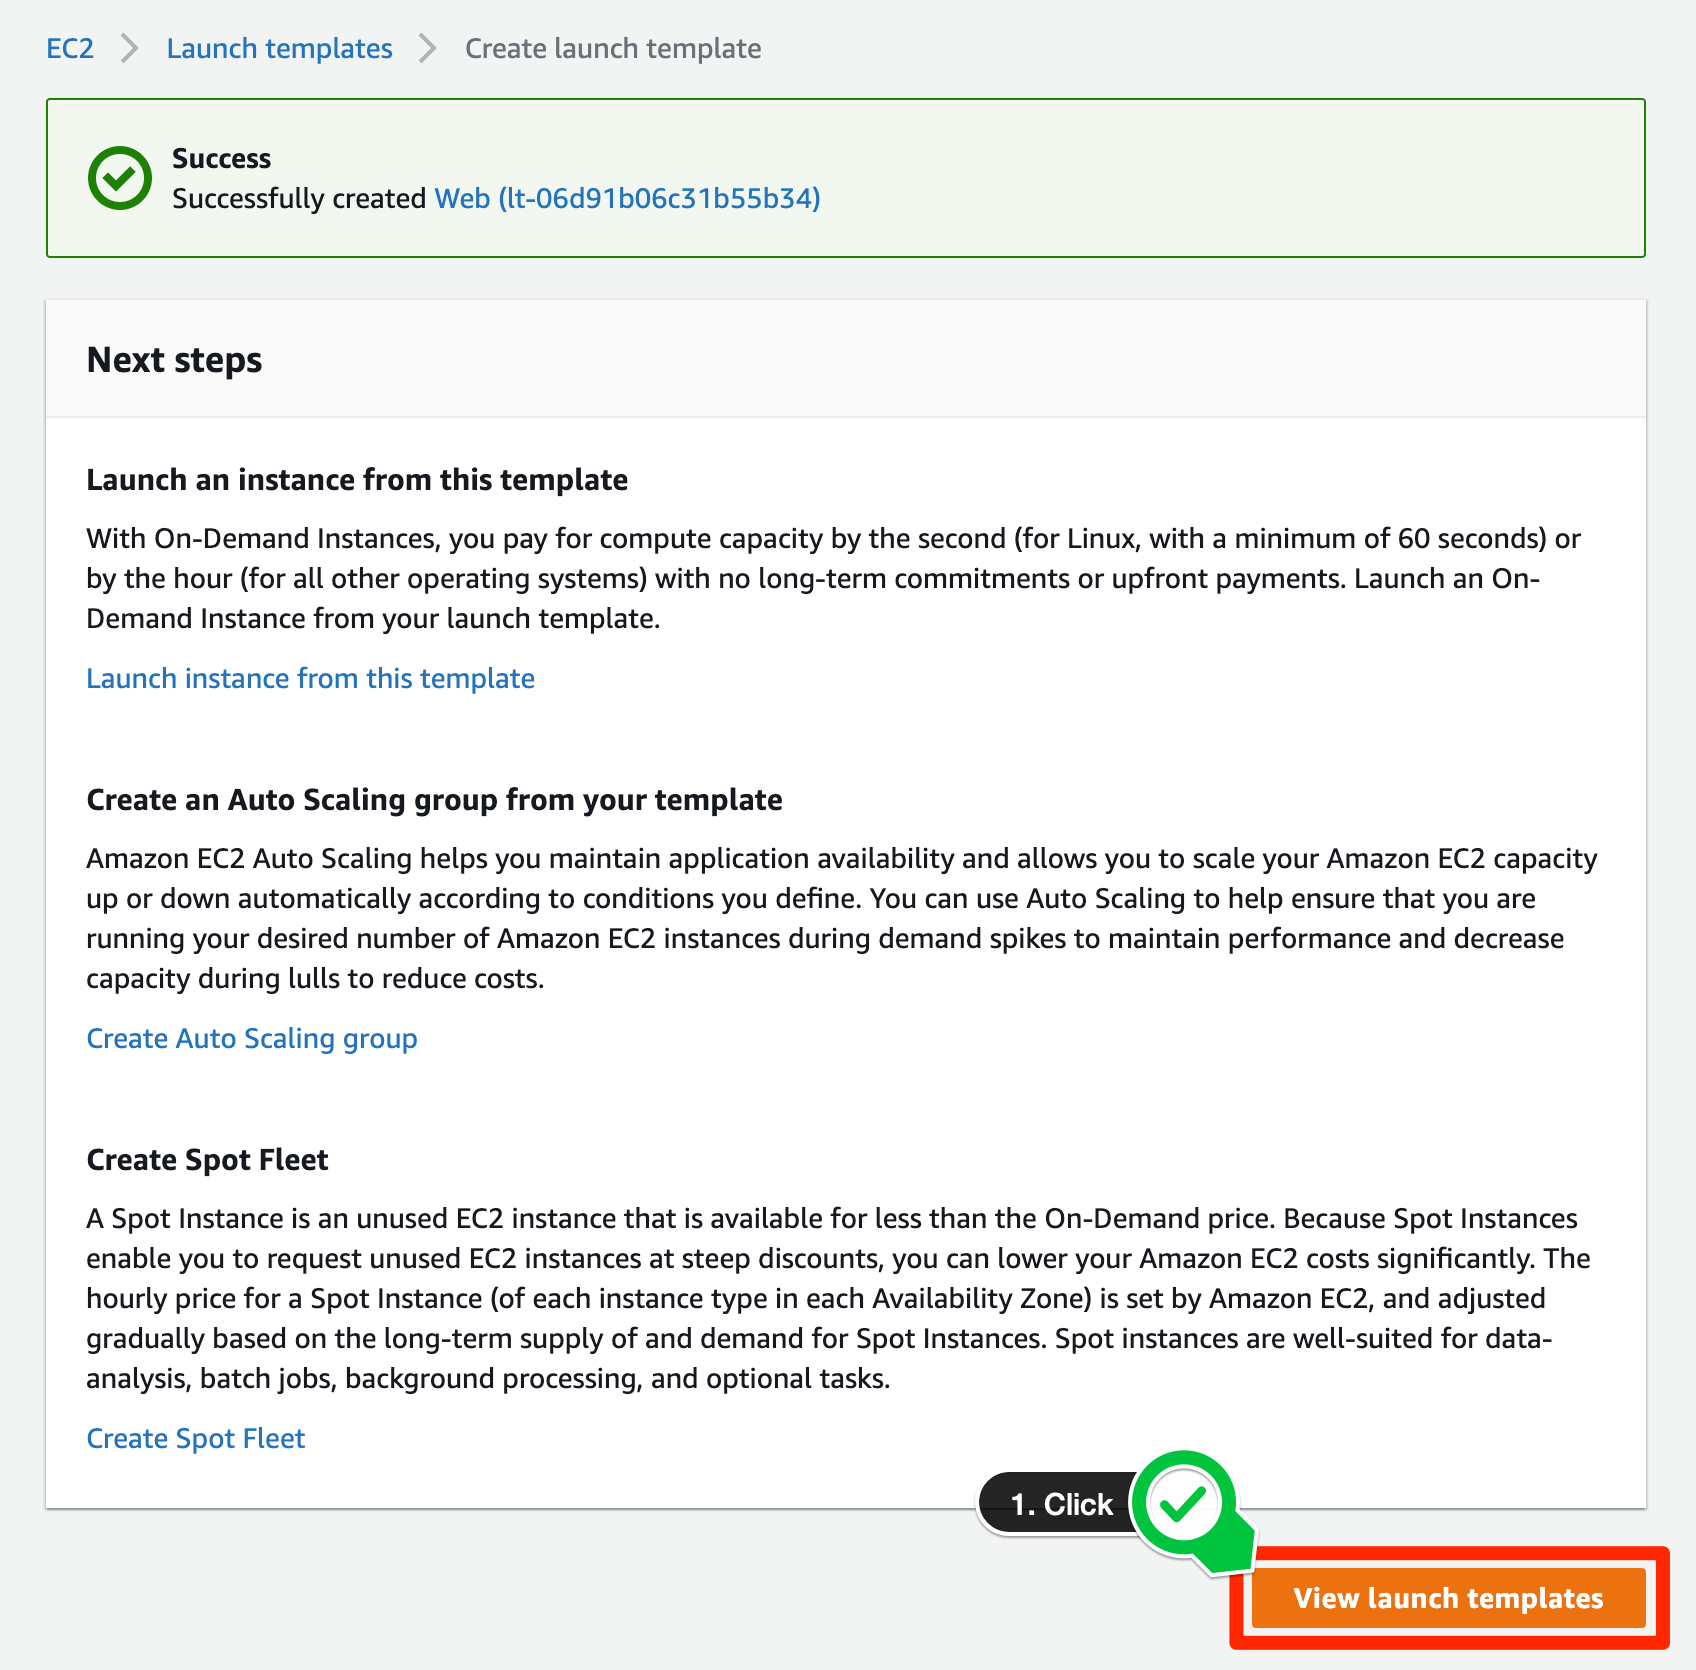 EC2 Launch templates Create launch template
Success
Successfully created Web (lt-06d91b06c31b55b34)
Next steps
Launch an instance from this template
With On-Demand Instances, you pay for compute capacity by the second (for Linux, with a minimum of 60 seconds) or
by the hour (for all other operating systems) with no long-term commitments or upfront payments. Launch an On-
Demand Instance from your launch template.
Launch instance from this template
Create an Auto Scaling group from your template
Amazon EC2 Auto Scaling helps you maintain application availability and allows you to scale your Amazon EC2 capacity
up or down automatically according to conditions you define. You can use Auto Scaling to help ensure that you are
running your desired number of Amazon EC2 instances during demand spikes to maintain performance and decrease
capacity during lulls to reduce costs.
Create Auto Scaling group
Create Spot Fleet
A Spot Instance is an unused EC2 instance that is available for less than the On-Demand price. Because Spot Instances
enable you to request unused EC2 instances at steep discounts, you can lower your Amazon EC2 costs significantly. The
hourly price for a Spot Instance (of each instance type in each Availability Zone) is set by Amazon EC2, and adjusted
gradually based on the long-term supply of and demand for Spot Instances. Spot instances are well-suited for data-
analysis, batch jobs, background processing, and optional tasks.
Create Spot Fleet
1. Click
View launch templates